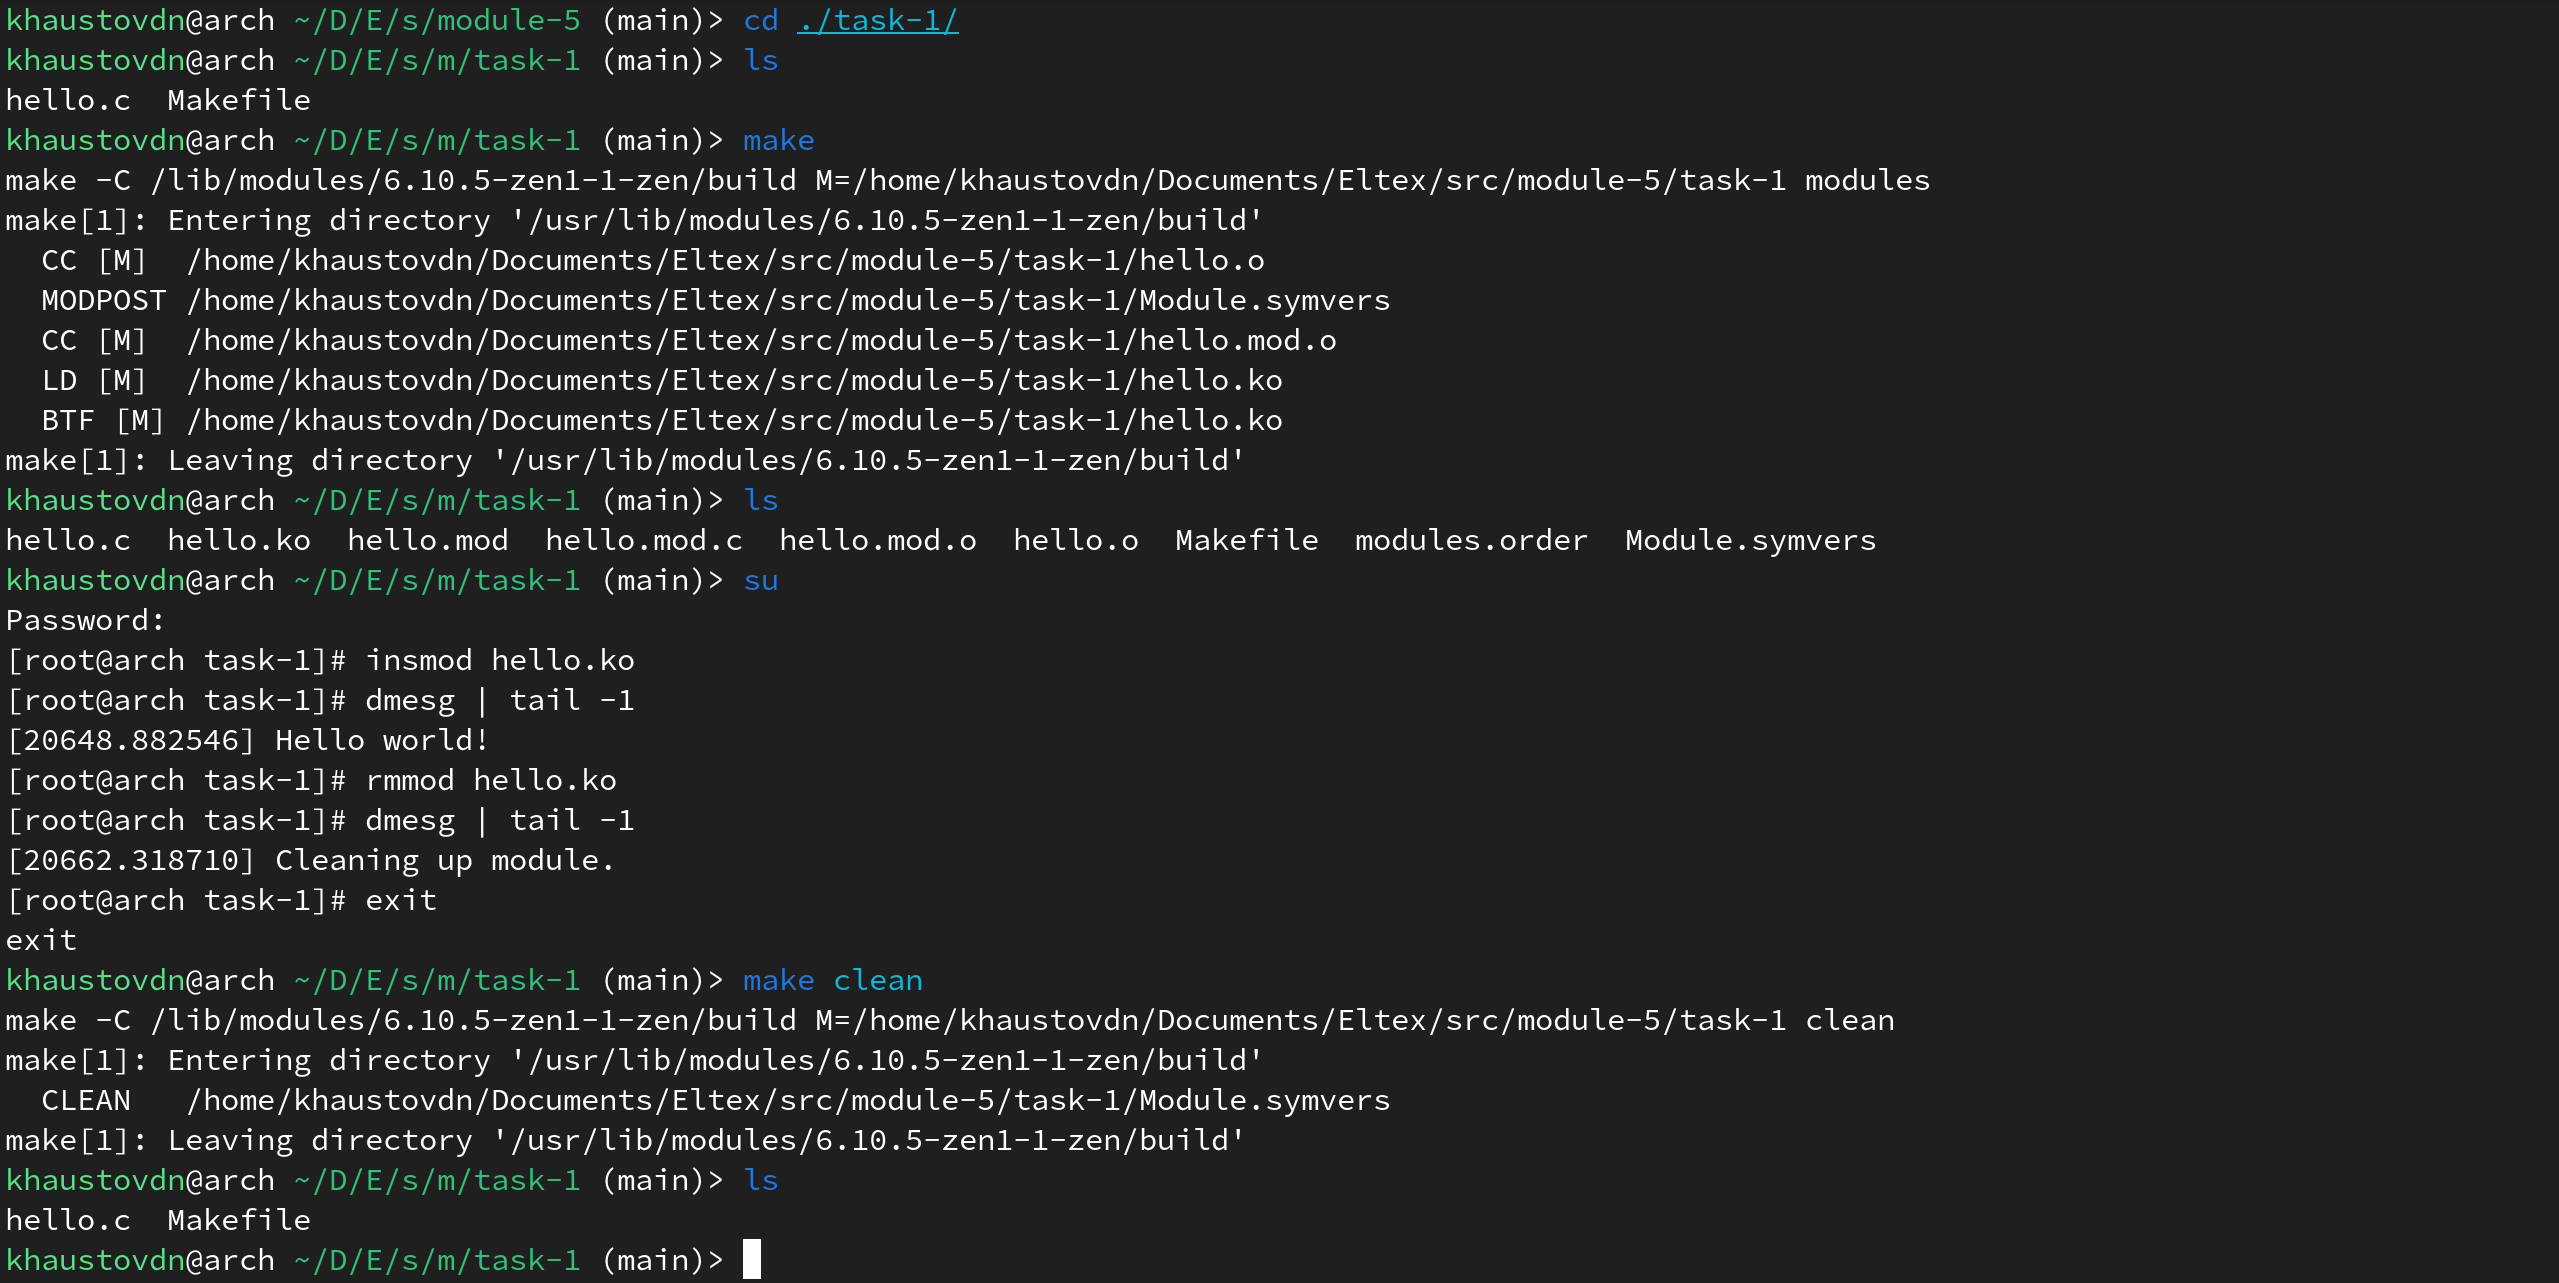 khaustovdn@arch ~/D/E/s/module-5 (main)> cd ./task-1/
khaustovdn@arch ~/D/E/s/m/task-1 (main)> ls
hello.c  Makefile
khaustovdn@arch ~/D/E/s/m/task-1 (main)> make
make -C /lib/modules/6.10.5-zen1-1-zen/build M=/home/khaustovdn/Documents/Eltex/src/module-5/task-1 modules
make[1]: Entering directory '/usr/lib/modules/6.10.5-zen1-1-zen/build'
  CC [M]  /home/khaustovdn/Documents/Eltex/src/module-5/task-1/hello.o
  MODPOST /home/khaustovdn/Documents/Eltex/src/module-5/task-1/Module.symvers
  CC [M]  /home/khaustovdn/Documents/Eltex/src/module-5/task-1/hello.mod.o
  LD [M]  /home/khaustovdn/Documents/Eltex/src/module-5/task-1/hello.ko
  BTF [M] /home/khaustovdn/Documents/Eltex/src/module-5/task-1/hello.ko
make[1]: Leaving directory '/usr/lib/modules/6.10.5-zen1-1-zen/build'
khaustovdn@arch ~/D/E/s/m/task-1 (main)> ls
hello.c  hello.ko  hello.mod  hello.mod.c  hello.mod.o  hello.o  Makefile  modules.order  Module.symvers
khaustovdn@arch ~/D/E/s/m/task-1 (main)> su
Password:
[root@arch task-1]# insmod hello.ko
[root@arch task-1]# dmesg | tail -1
[20648.882546] Hello world!
[root@arch task-1]# rmmod hello.ko
[root@arch task-1]# dmesg | tail -1
[20662.318710] Cleaning up module.
[root@arch task-1]# exit
exit
khaustovdn@arch ~/D/E/s/m/task-1 (main)> make clean
make -C /lib/modules/6.10.5-zen1-1-zen/build M=/home/khaustovdn/Documents/Eltex/src/module-5/task-1 clean
make[1]: Entering directory '/usr/lib/modules/6.10.5-zen1-1-zen/build'
  CLEAN   /home/khaustovdn/Documents/Eltex/src/module-5/task-1/Module.symvers
make[1]: Leaving directory '/usr/lib/modules/6.10.5-zen1-1-zen/build'
khaustovdn@arch ~/D/E/s/m/task-1 (main)> ls
hello.c  Makefile
khaustovdn@arch ~/D/E/s/m/task-1 (main)>